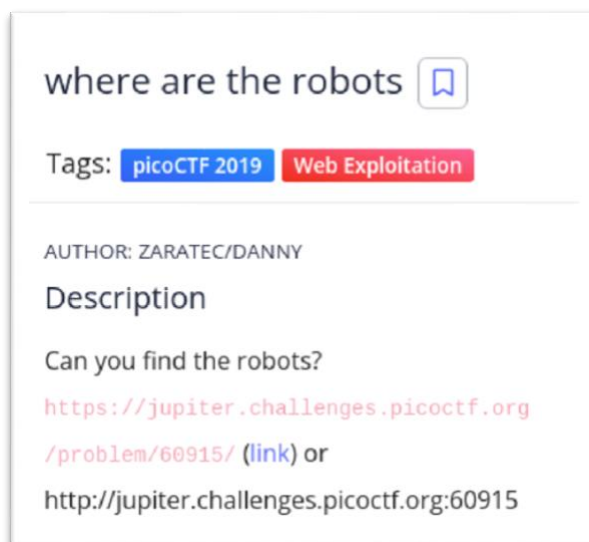 where are the robots
Tags: picoCTF 2019 Web Exploitation
AUTHOR: ZARATEC/DANNY
Description
Can you find the robots?
https://jupiter.challenges.picoctf.org
/problem/60915/ (link) or
http://jupiter.challenges.picoctf.org:60915